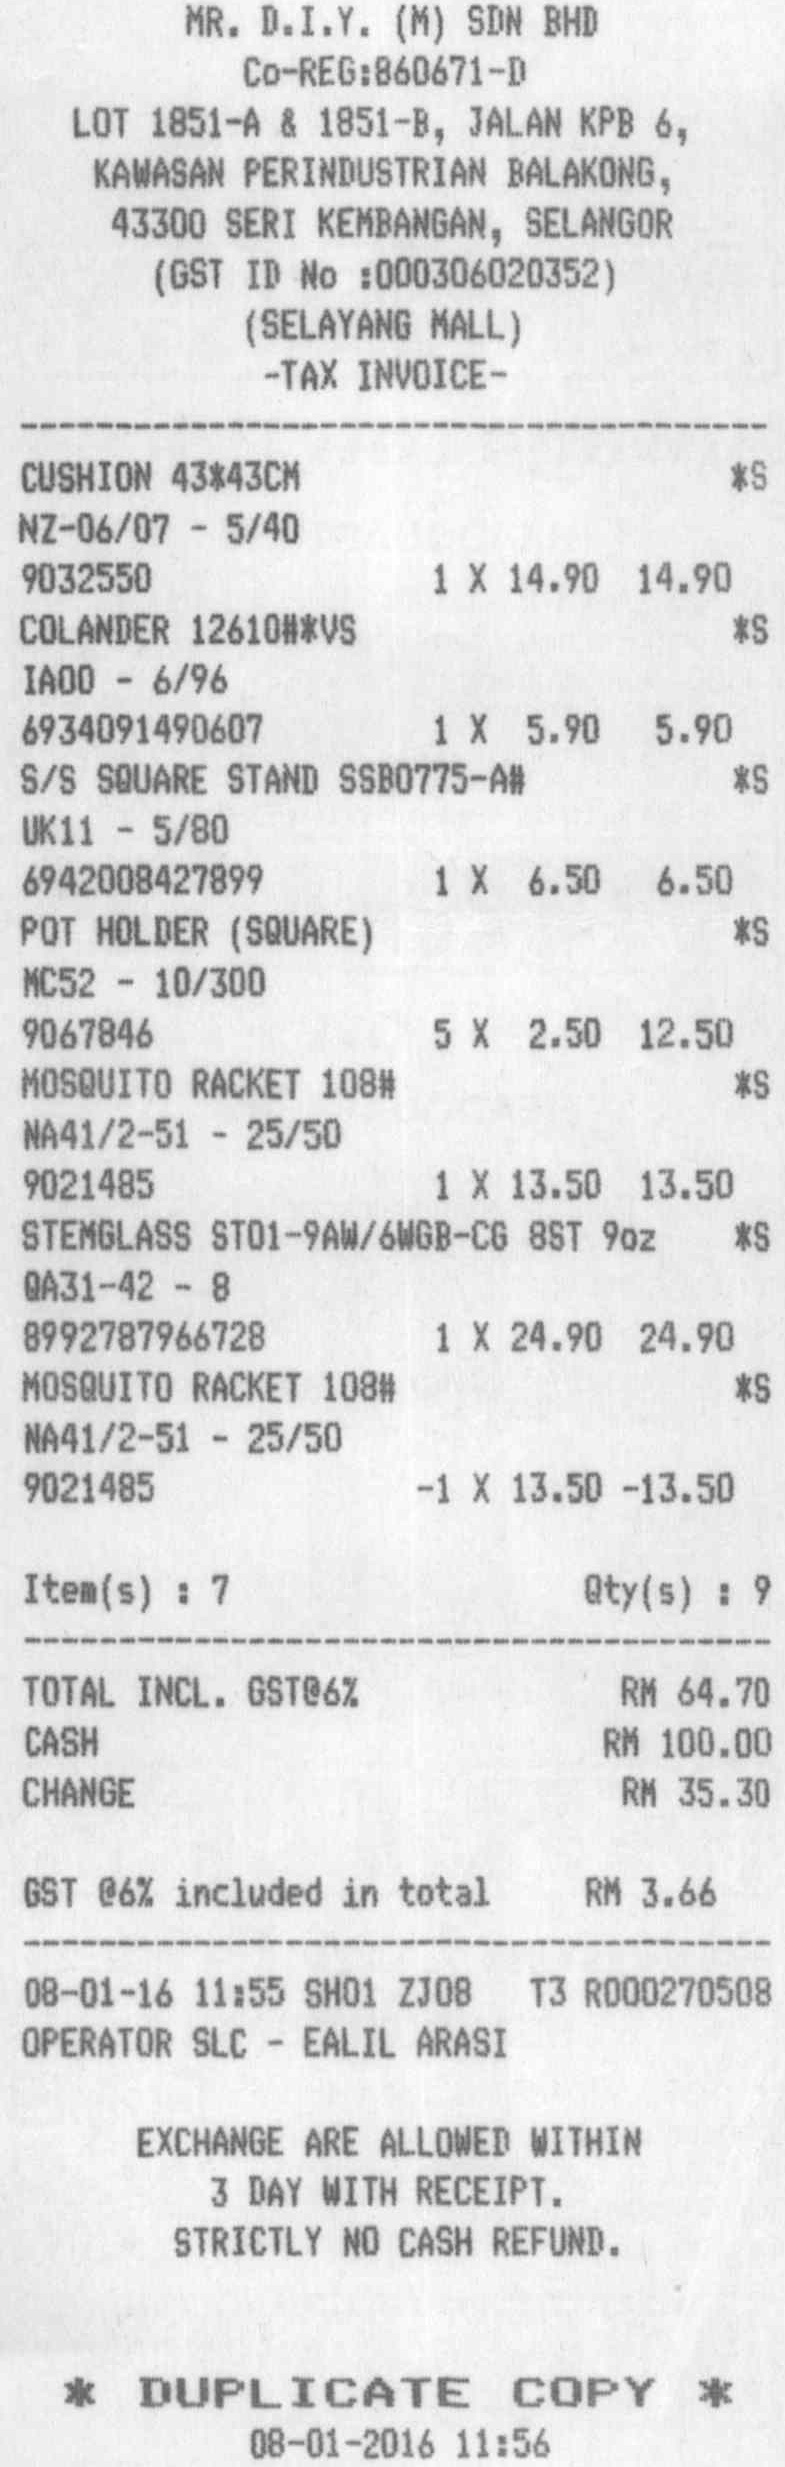 MR. D.I.Y. (M) SDN BHD
Co-REG:860671-D
LOT 1851-A & 1851-B, JALAN KPB 6,
KAWASAN PERINDUSTRIAN BALAKONG,
43300 SERI KEMBANGAN, SELANGOR
(GST ID No :000306020352)
(SELAYANG MALL)
-TAX INVOICE-
CUSHION 43*43CM *S
NZ-06/07 - 5/40
9032550 1 X 14.90 14.90
COLANDER 12610#*VS *S
IA00 - 6/96
6934091490607 1 X 5.90 5.90
S/S SQUARE STAND SSB0775-A# *S
UK11 - 5/80
6942008427899 1 X 6.50 6.50
POT HOLDER (SQUARE) *S
MC52 - 10/300
9067846 5 X 2.50 12.50
MOSQUITO RACKET 108# *S
NA41/2-51 - 25/50
9021485 1 X 13.50 13.50
STEMGLASS ST01-9AW/6WGB-CG 8ST 9oz *S
QA31-42 - 8
8992787966728 1 X 24.90 24.90
MOSQUITO RACKET 108# *S
NA41/2-51 - 25/50
9021485 -1 X 13.50 -13.50
Item(s) : 7 Qty(s) : 9
TOTAL INCL. GST@6% RM 64.70
CASH RM 100.00
CHANGE RM 35.30
GST @6% included in total RM 3.66
08-01-16 11:55 SH01 ZJ08 T3 R000270508
OPERATOR SLC - EALIL ARASI
EXCHANGE ARE ALLOWED WITHIN
3 DAY WITH RECEIPT.
STRICTLY NO CASH REFUND.
* DUPLICATE COPY *
08-01-2016 11:56